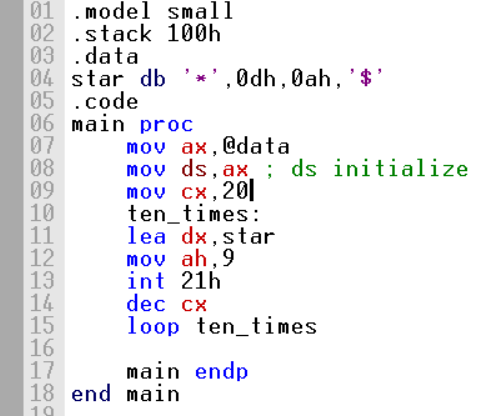 01 .model small
02 .stack 100h
03 .data
04 star db '*',0dh,0ah,'$'
05 .code
06 main proc
07 mov ax,@data
08 mov ds,ax ; ds initialize
09 mov cx,20
10 ten_times:
11 lea dx,star
12 mov ah,9
13 int 21h
14 dec cx
15 loop ten_times
16
17 main endp
18 end main
19